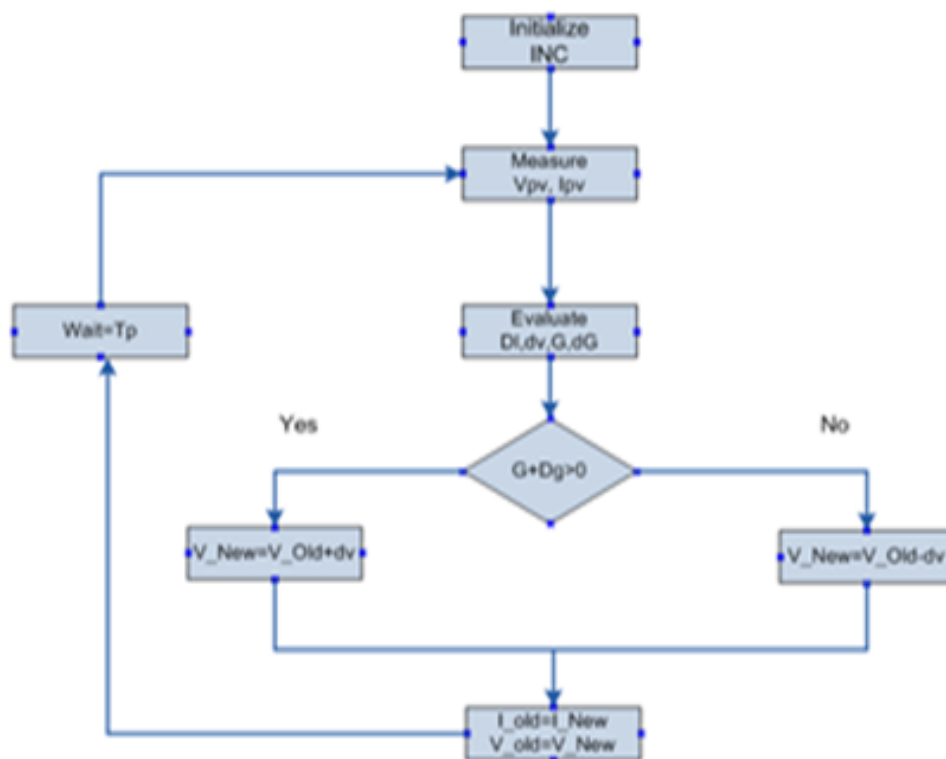 Initialize
INC
Measure
Vpv, Ipv
Wait=Tp
Evaluate
DI,dv,G,dG
Yes
No
G+Dg>0
V_New=V_Old+dv
V_New=V_Old-dv
I_old=I_New
V_old=V_New